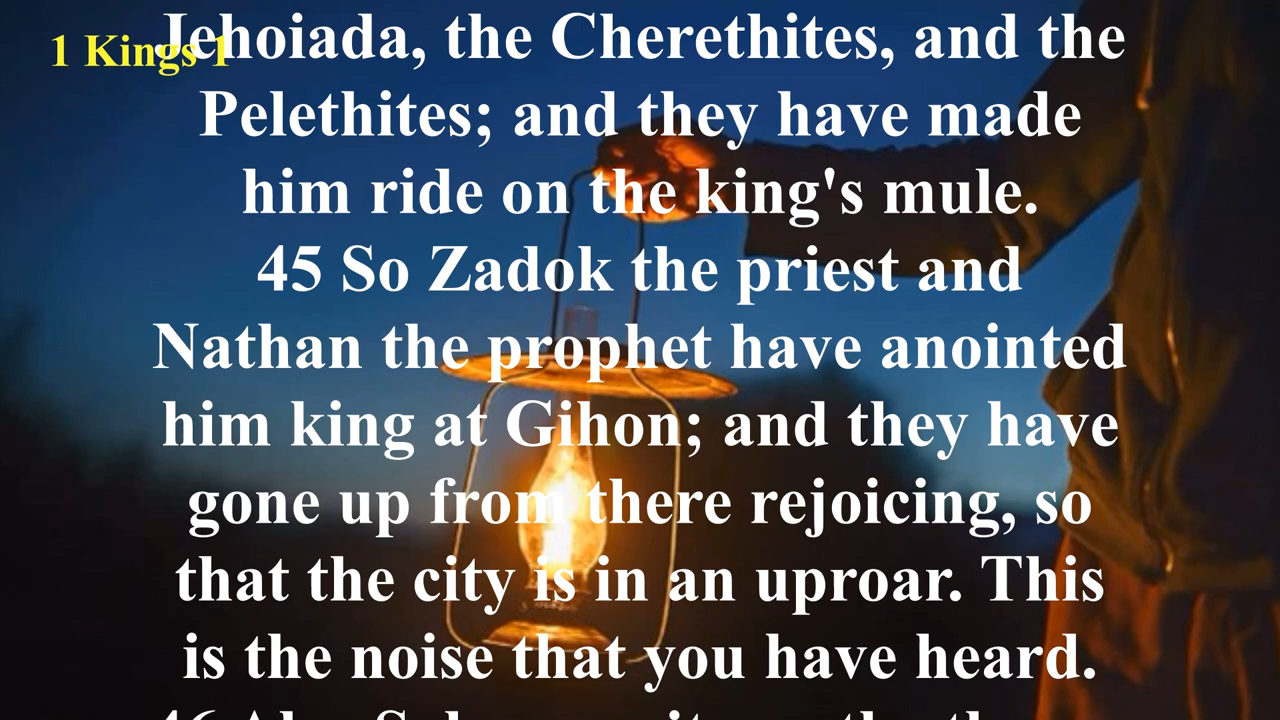 1 Kings 1
Jehoiada, the Cherethites, and the
Pelethites; and they have made
him ride on the king's mule.
45 So Zadok the priest and
Nathan the prophet have anointed
him king at Gihon; and they have
gone up from there rejoicing, so
that the city is in an uproar. This
is the noise that you have heard.